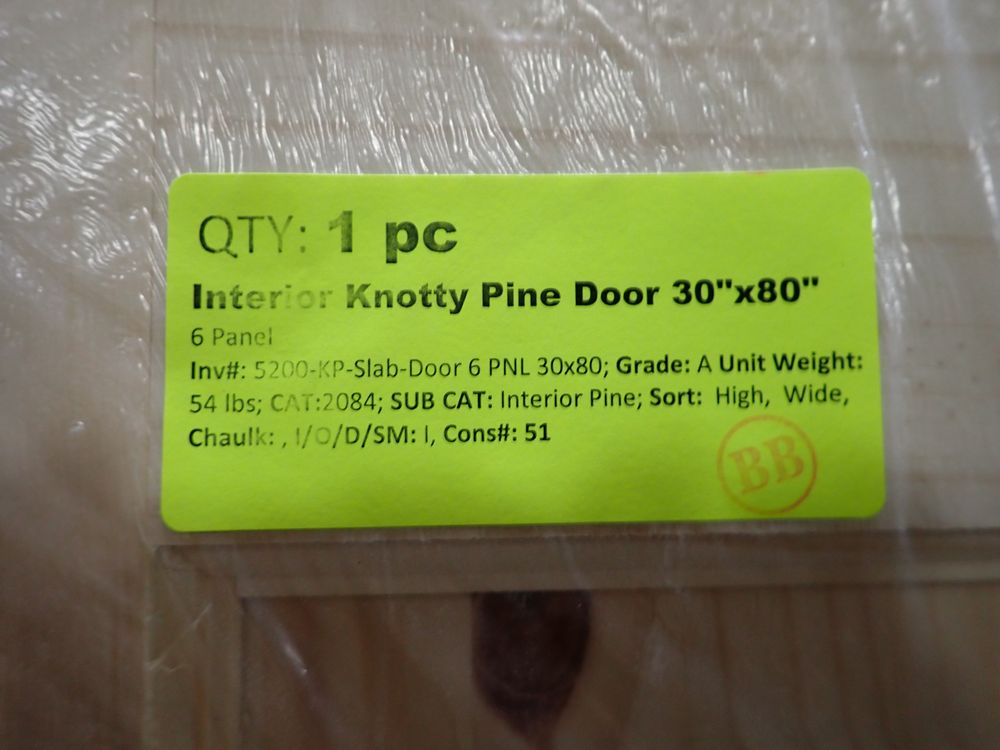 QTY: 1 pc
Interior Knotty Pine Door 30"x80"
6 Panel
Inv#: 5200-KP-Slab-Door 6 PNL 30x80; Grade: A Unit Weight:
54 lbs; CAT:2084; SUB CAT: Interior Pine; Sort: High, Wide,
Chaulk: , I/O/D/SM: I, Cons#: 51
BB